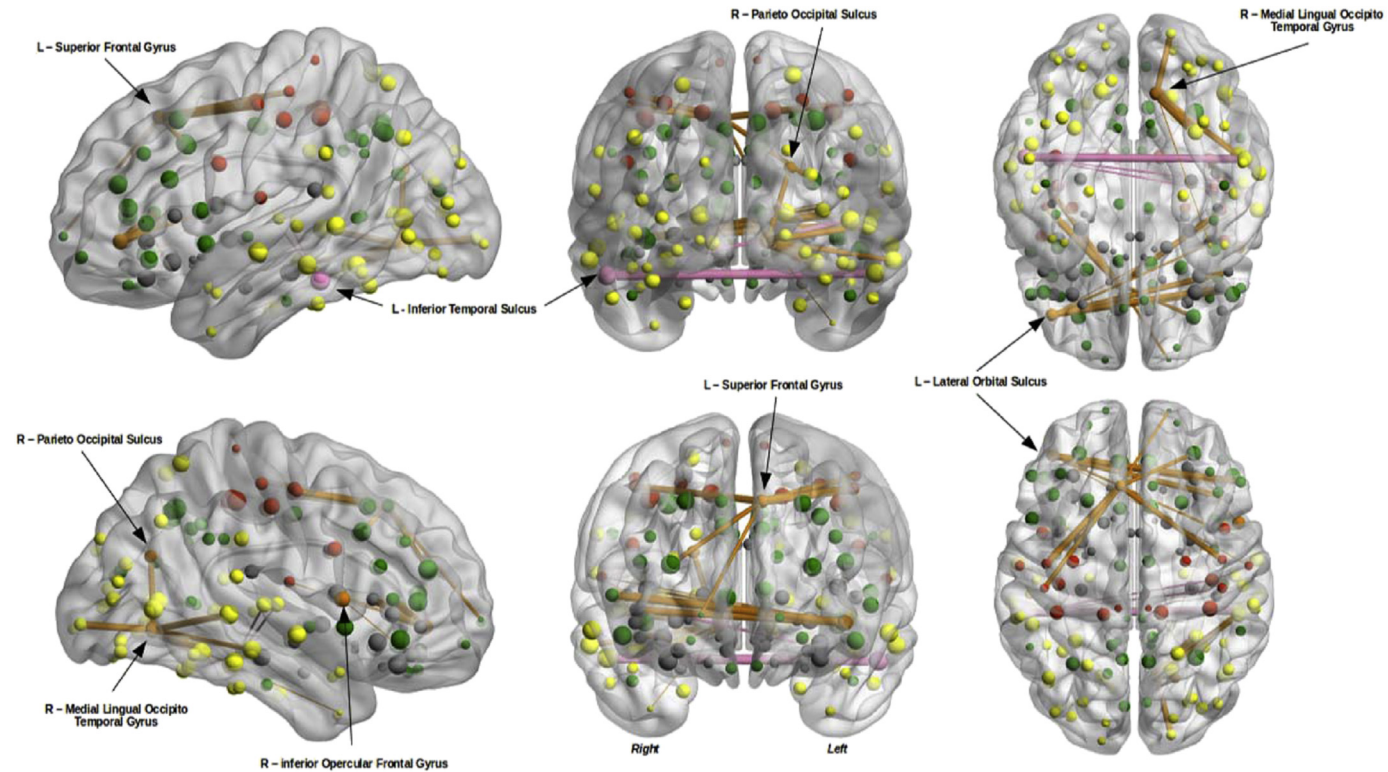 R – Parieto Occipital Sulcus
R – Medial Lingual Occipito
Temporal Gyrus
L – Superior Frontal Gyrus
L - Inferior Temporal Sulcus
L – Superior Frontal Gyrus
L – Lateral Orbital Sulcus
R – Parieto Occipital Sulcus
R – Medial Lingual Occipito
Temporal Gyrus
Right
Left
R – inferior Opercular Frontal Gyrus